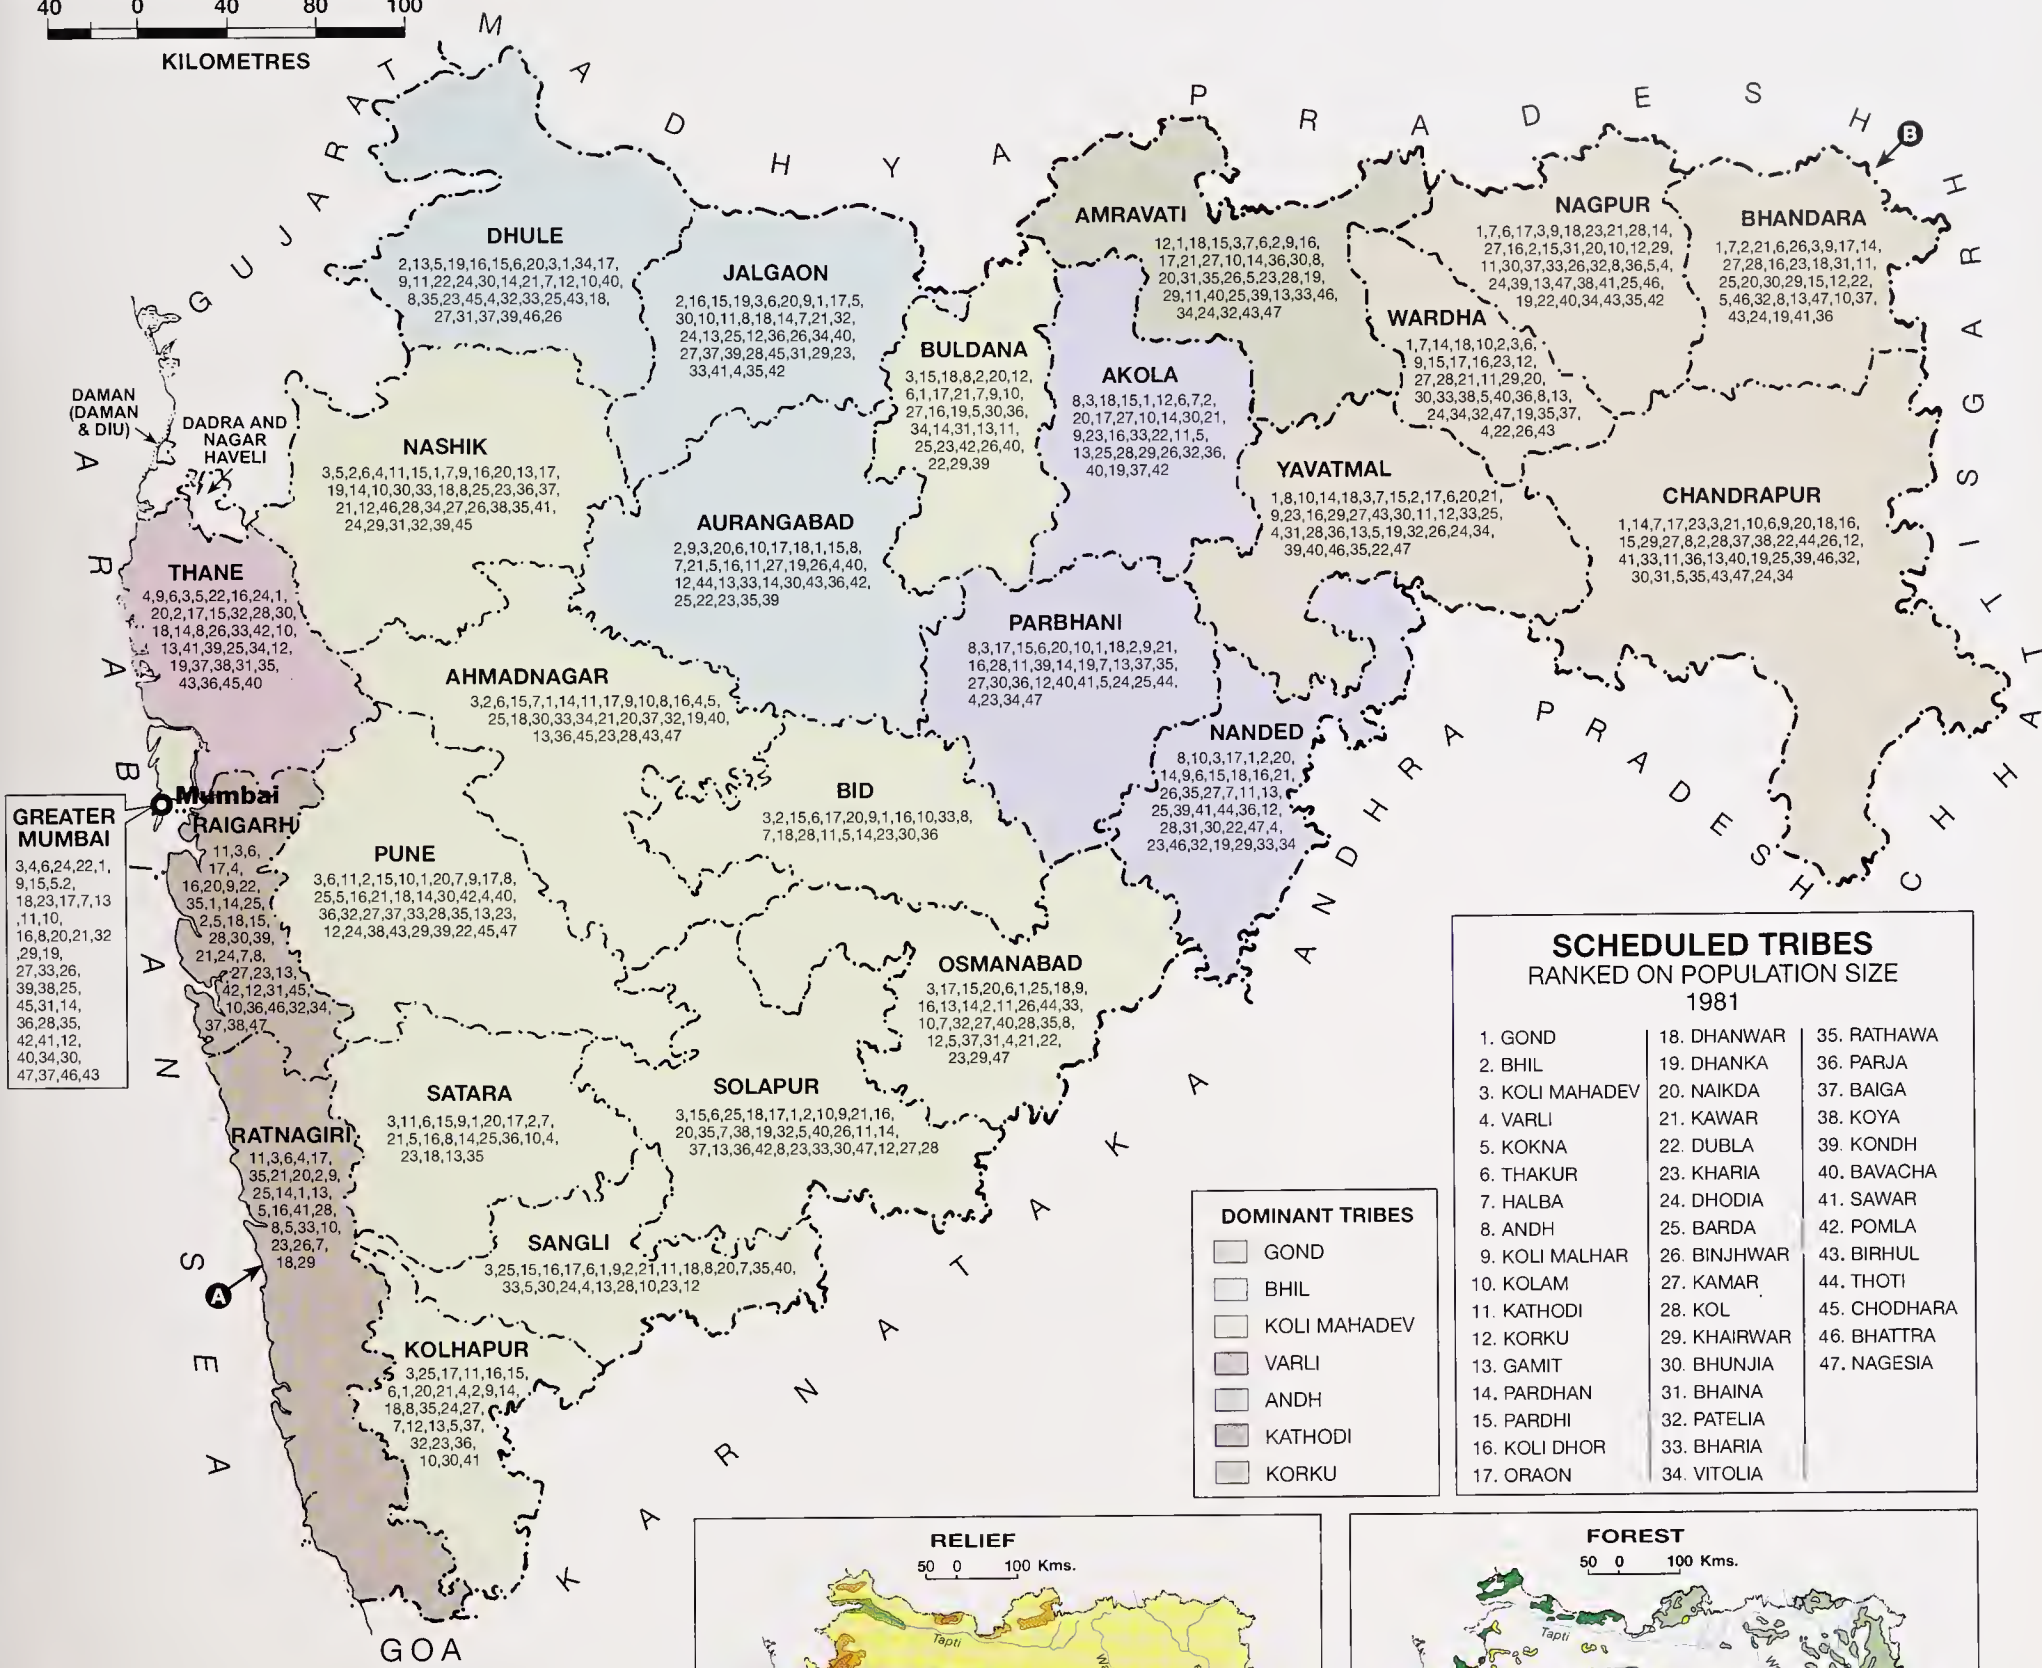 40 0 40 80 100
KILOMETRES
GUJARAT
MADHYA PRADESH
CHHATTISGARH
ANDHRA PRADESH
KARNATAKA
GOA
ARABIAN SEA
A
B
DAMAN
(DAMAN
& DIU)
DADRA AND
NAGAR
HAVELI
DHULE
2,13,5,19,16,15,6,20,3,1,34,17,
9,11,22,24,30,14,21,7,12,10,40,
8,35,23,45,4,32,33,25,43,18,
27,31,37,39,46,26
JALGAON
2,16,15,19,3,6,20,9,1,17,5,
30,10,11,8,18,14,7,21,32,
24,13,25,12,36,26,34,40,
27,37,39,28,45,31,29,23,
33,41,4,35,42
BULDANA
3,15,18,8,2,20,12,
6,1,17,21,7,9,10,
27,16,19,5,30,36,
34,14,31,13,11,
25,23,42,26,40,
22,29,39
AKOLA
8,3,18,15,1,12,6,7,2,
20,17,27,10,14,30,21,
9,23,16,33,22,11,5,
13,25,28,29,26,32,36,
40,19,37,42
AMRAVATI
12,1,18,15,3,7,6,2,9,16,
17,21,27,10,14,36,30,8,
20,31,35,26,5,23,28,19,
29,11,40,25,39,13,33,46,
34,24,32,43,47
WARDHA
1,7,14,18,10,2,3,6,
9,15,17,16,23,12,
27,28,21,11,29,20,
30,33,38,5,40,36,8,13,
24,34,32,47,19,35,37,
4,22,26,43
NAGPUR
1,7,6,17,3,9,18,23,21,28,14,
27,16,2,15,31,20,10,12,29,
11,30,37,33,26,32,8,36,5,4,
24,39,13,47,38,41,25,46,
19,22,40,34,43,35,42
BHANDARA
1,7,2,21,6,26,3,9,17,14,
27,28,16,23,18,31,11,
25,20,30,29,15,12,22,
5,46,32,8,13,47,10,37,
43,24,19,41,36
YAVATMAL
1,8,10,14,18,3,7,15,2,17,6,20,21,
9,23,16,29,27,43,30,11,12,33,25,
4,31,28,36,13,5,19,32,26,24,34,
39,40,46,35,22,47
CHANDRAPUR
1,14,7,17,23,3,21,10,6,9,20,18,16,
15,29,27,8,2,28,37,38,22,44,26,12,
41,33,11,36,13,40,19,25,39,46,32,
30,31,5,35,43,47,24,34
NASHIK
3,5,2,6,4,11,15,1,7,9,16,20,13,17,
19,14,10,30,33,18,8,25,23,36,37,
21,12,46,28,34,27,26,38,35,41,
24,29,31,32,39,45
AURANGABAD
2,9,3,20,6,10,17,18,1,15,8,
7,21,5,16,11,27,19,26,4,40,
12,44,13,33,14,30,43,36,42,
25,22,23,35,39
THANE
4,9,6,3,5,22,16,24,1,
20,2,17,15,32,28,30,
18,14,8,26,33,42,10,
13,41,39,25,34,12,
19,37,38,31,35,
43,36,45,40
PARBHANI
8,3,17,15,6,20,10,1,18,2,9,21,
16,28,11,39,14,19,7,13,37,35,
27,30,36,12,40,41,5,24,25,44,
4,23,34,47
AHMADNAGAR
3,2,6,15,7,1,14,11,17,9,10,8,16,4,5,
25,18,30,33,34,21,20,37,32,19,40,
13,36,45,23,28,43,47
NANDED
8,10,3,17,1,2,20,
14,9,6,15,18,16,21,
26,35,27,7,11,13,
25,39,41,44,36,12,
28,31,30,22,47,4,
23,46,32,19,29,33,34
BID
3,2,15,6,17,20,9,1,16,10,33,8,
7,18,28,11,5,14,23,30,36
Mumbai
GREATER
MUMBAI
3,4,6,24,22,1,
9,15,5.2,
18,23,17,7,13
,11,10,
16,8,20,21,32
,29,19,
27,33,26,
39,38,25,
45,31,14,
36,28,35,
42,41,12,
40,34,30,
47,37,46,43
RAIGARH
11,3,6,
17,4,
16,20,9,22,
35,1,14,25,
2,5,18,15,
28,30,39,
21,24,7,8,
27,23,13,
42,12,31,45,
10,36,46,32,34,
37,38,47
PUNE
3,6,11,2,15,10,1,20,7,9,17,8,
25,5,16,21,18,14,30,42,4,40,
36,32,27,37,33,28,35,13,23,
12,24,38,43,29,39,22,45,47
OSMANABAD
3,17,15,20,6,1,25,18,9,
16,13,14,2,11,26,44,33,
10,7,32,27,40,28,35,8,
12,5,37,31,4,21,22,
23,29,47
SATARA
3,11,6,15,9,1,20,17,2,7,
21,5,16,8,14,25,36,10,4,
23,18,13,35
SOLAPUR
3,15,6,25,18,17,1,2,10,9,21,16,
20,35,7,38,19,32,5,40,26,11,14,
37,13,36,42,8,23,33,30,47,12,27,28
RATNAGIRI
11,3,6,4,17,
35,21,20,2,9,
25,14,1,13,
5,16,41,28,
8,5,33,10,
23,26,7,
18,29
SANGLI
3,25,15,16,17,6,1,9,2,21,11,18,8,20,7,35,40,
33,5,30,24,4,13,28,10,23,12
KOLHAPUR
3,25,17,11,16,15,
6,1,20,21,4,2,9,14,
18,8,35,24,27,
7,12,13,5,37,
32,23,36,
10,30,41
DOMINANT TRIBES
GOND
BHIL
KOLI MAHADEV
VARLI
ANDH
KATHODI
KORKU
SCHEDULED TRIBES
RANKED ON POPULATION SIZE
1981
1. GOND
2. BHIL
3. KOLI MAHADEV
4. VARLI
5. KOKNA
6. THAKUR
7. HALBA
8. ANDH
9. KOLI MALHAR
10. KOLAM
11. KATHODI
12. KORKU
13. GAMIT
14. PARDHAN
15. PARDHI
16. KOLI DHOR
17. ORAON
18. DHANWAR
19. DHANKA
20. NAIKDA
21. KAWAR
22. DUBLA
23. KHARIA
24. DHODIA
25. BARDA
26. BINJHWAR
27. KAMAR
28. KOL
29. KHAIRWAR
30. BHUNJIA
31. BHAINA
32. PATELIA
33. BHARIA
34. VITOLIA
35. RATHAWA
36. PARJA
37. BAIGA
38. KOYA
39. KONDH
40. BAVACHA
41. SAWAR
42. POMLA
43. BIRHUL
44. THOTI
45. CHODHARA
46. BHATTRA
47. NAGESIA
RELIEF
50 0 100 Kms.
Tapti
FOREST
50 0 100 Kms.
Tapti